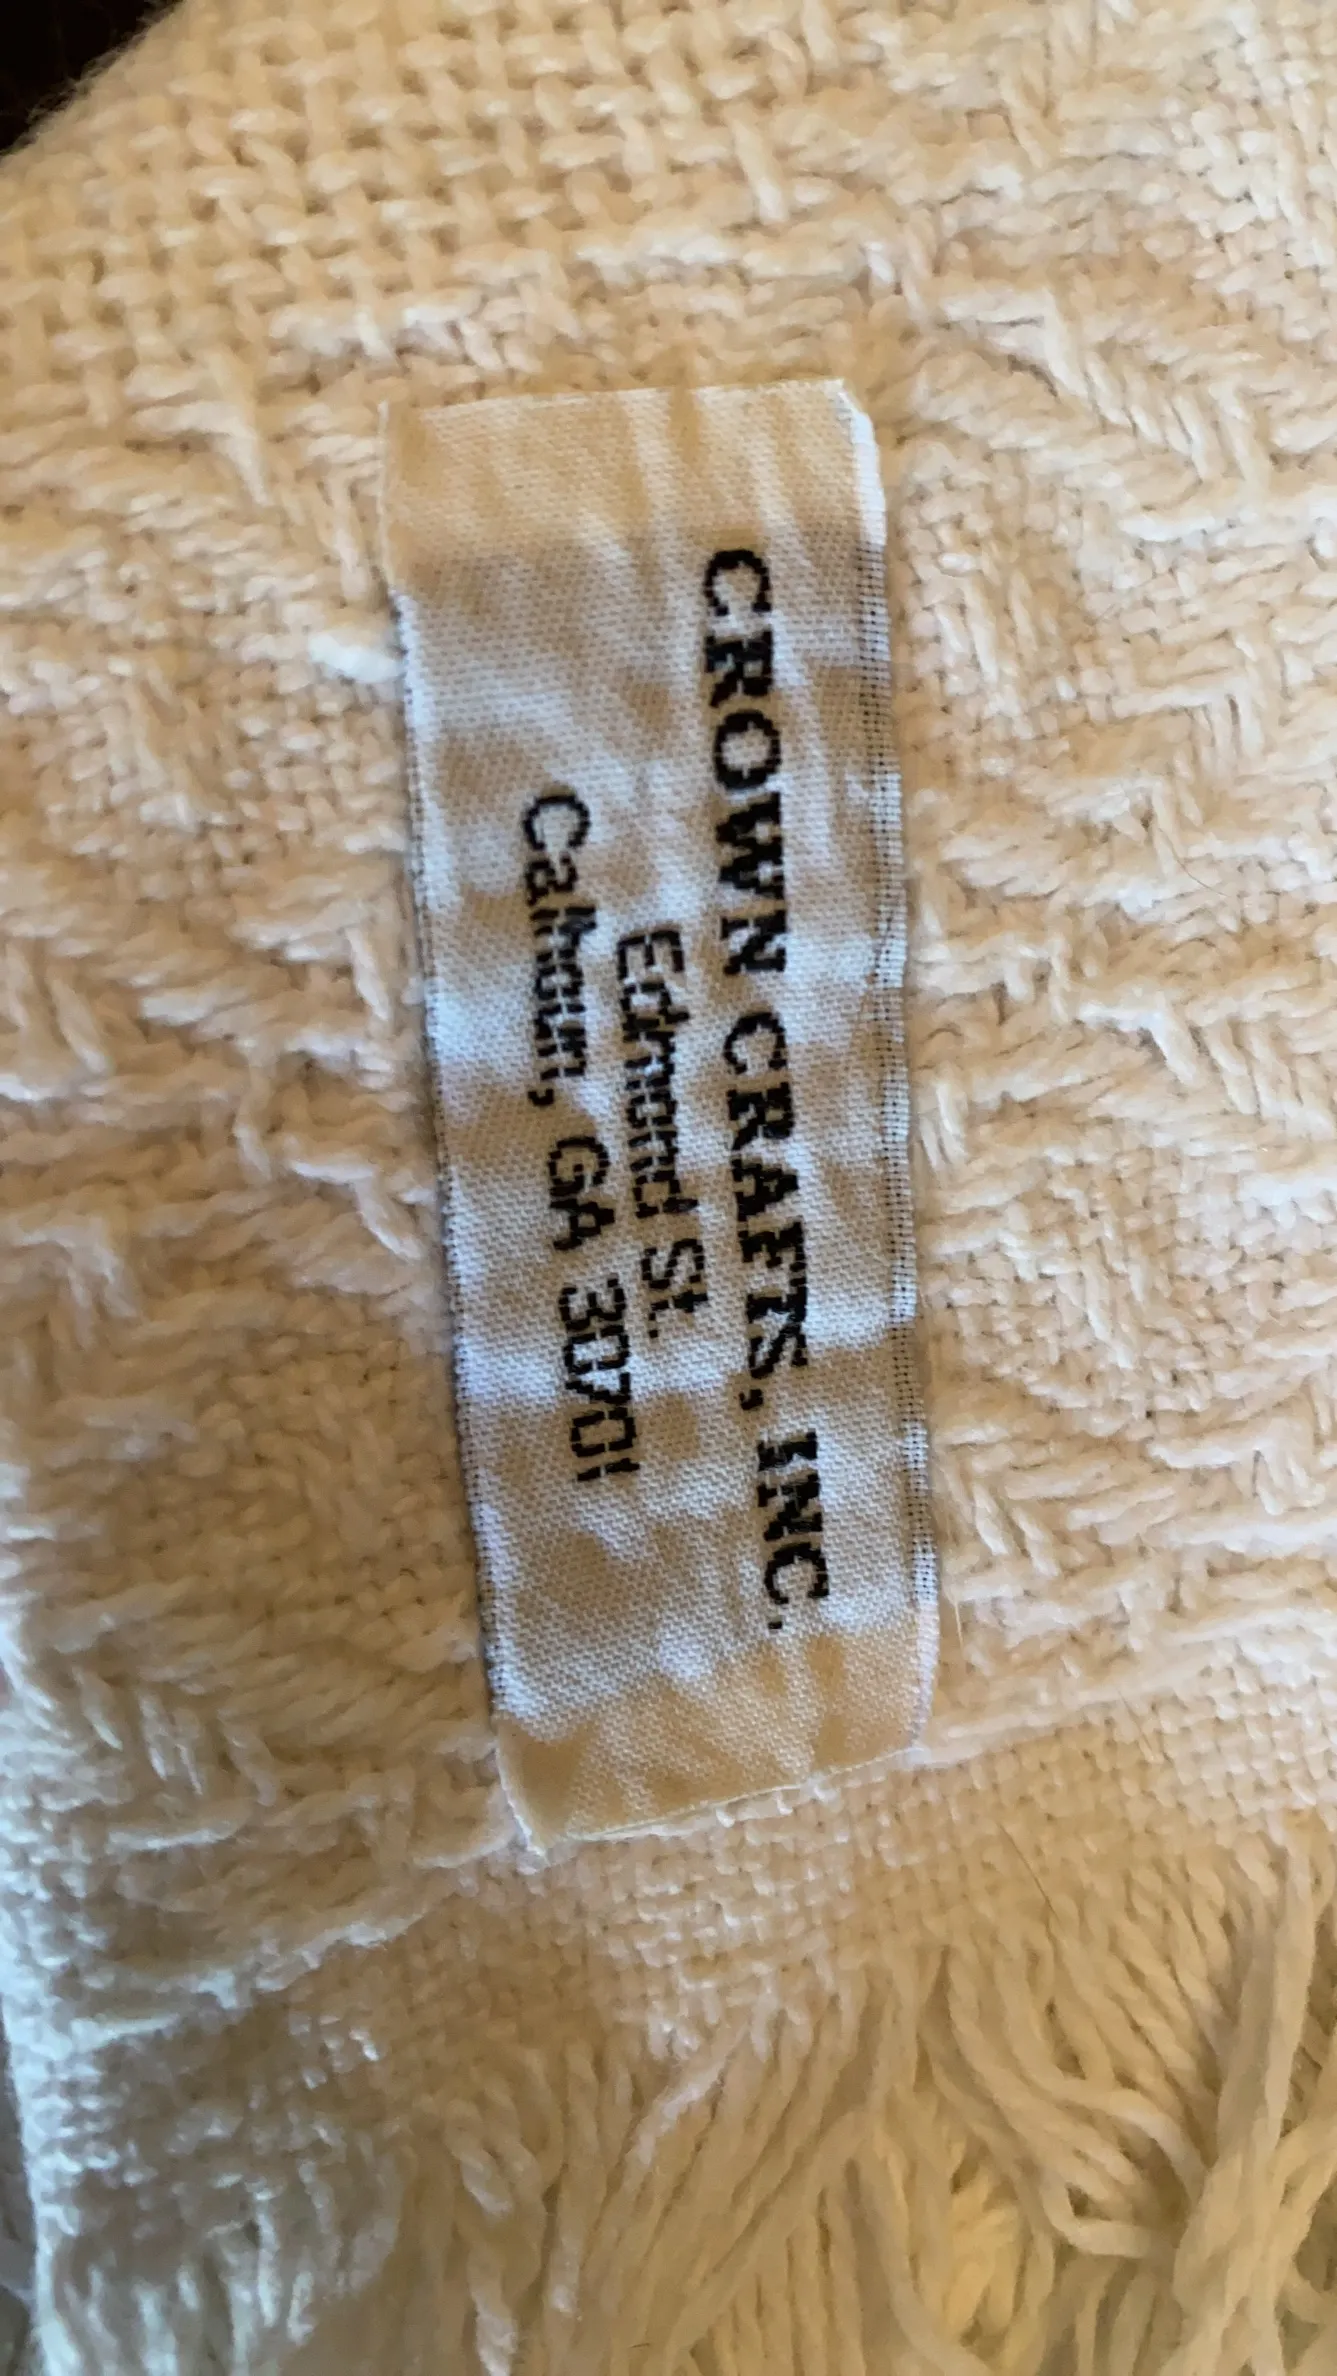 CROWN CRAFTS, INC.
Edmond St.
Calhoun, GA 30701